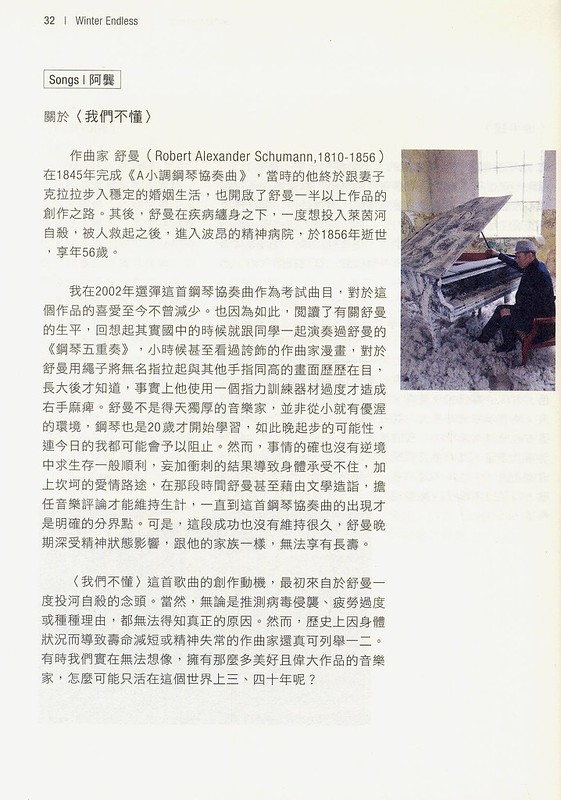 32 | Winter Endless
Songs | 阿龔
關於〈我們不懂〉
作曲家 舒曼（Robert Alexander Schumann,1810-1856）
在1845年完成《A小調鋼琴協奏曲》，當時的他終於跟妻子
克拉拉步入穩定的婚姻生活，也開啟了舒曼一半以上作品的
創作之路。其後，舒曼在疾病纏身之下，一度想投入萊茵河
自殺，被人救起之後，進入波昂的精神病院，於1856年逝世
，享年56歲。
我在2002年選彈這首鋼琴協奏曲作為考試曲目，對於這
個作品的喜愛至今不曾減少。也因為如此，閱讀了有關舒曼
的生平，回想起其實國中的時候就跟同學一起演奏過舒曼的
《鋼琴五重奏》，小時候甚至看過誇飾的作曲家漫畫，對於
舒曼用繩子將無名指拉起與其他手指同高的畫面歷歷在目，
長大後才知道，事實上他使用一個指力訓練器材過度才造成
右手麻痺。舒曼不是得天獨厚的音樂家，並非從小就有優渥
的環境，鋼琴也是20歲才開始學習，如此晚起步的可能性，
連今日的我都可能會予以阻止。然而，事情的確也沒有逆境
中求生存一般順利，妄加衝刺的結果導致身體承受不住，加
上坎坷的愛情路途，在那段時間舒曼甚至藉由文學造詣，擔
任音樂評論才能維持生計，一直到這首鋼琴協奏曲的出現才
是明確的分界點。可是，這段成功也沒有維持很久，舒曼晚
期深受精神狀態影響，跟他的家族一樣，無法享有長壽。
〈我們不懂〉這首歌曲的創作動機，最初來自於舒曼一
度投河自殺的念頭。當然，無論是推測病毒侵襲、疲勞過度
或種種理由，都無法得知真正的原因。然而，歷史上因身體
狀況而導致壽命減短或精神失常的作曲家還真可列舉一二。
有時我們實在無法想像，擁有那麼多美好且偉大作品的音樂
家，怎麼可能只活在這個世界上三、四十年呢？